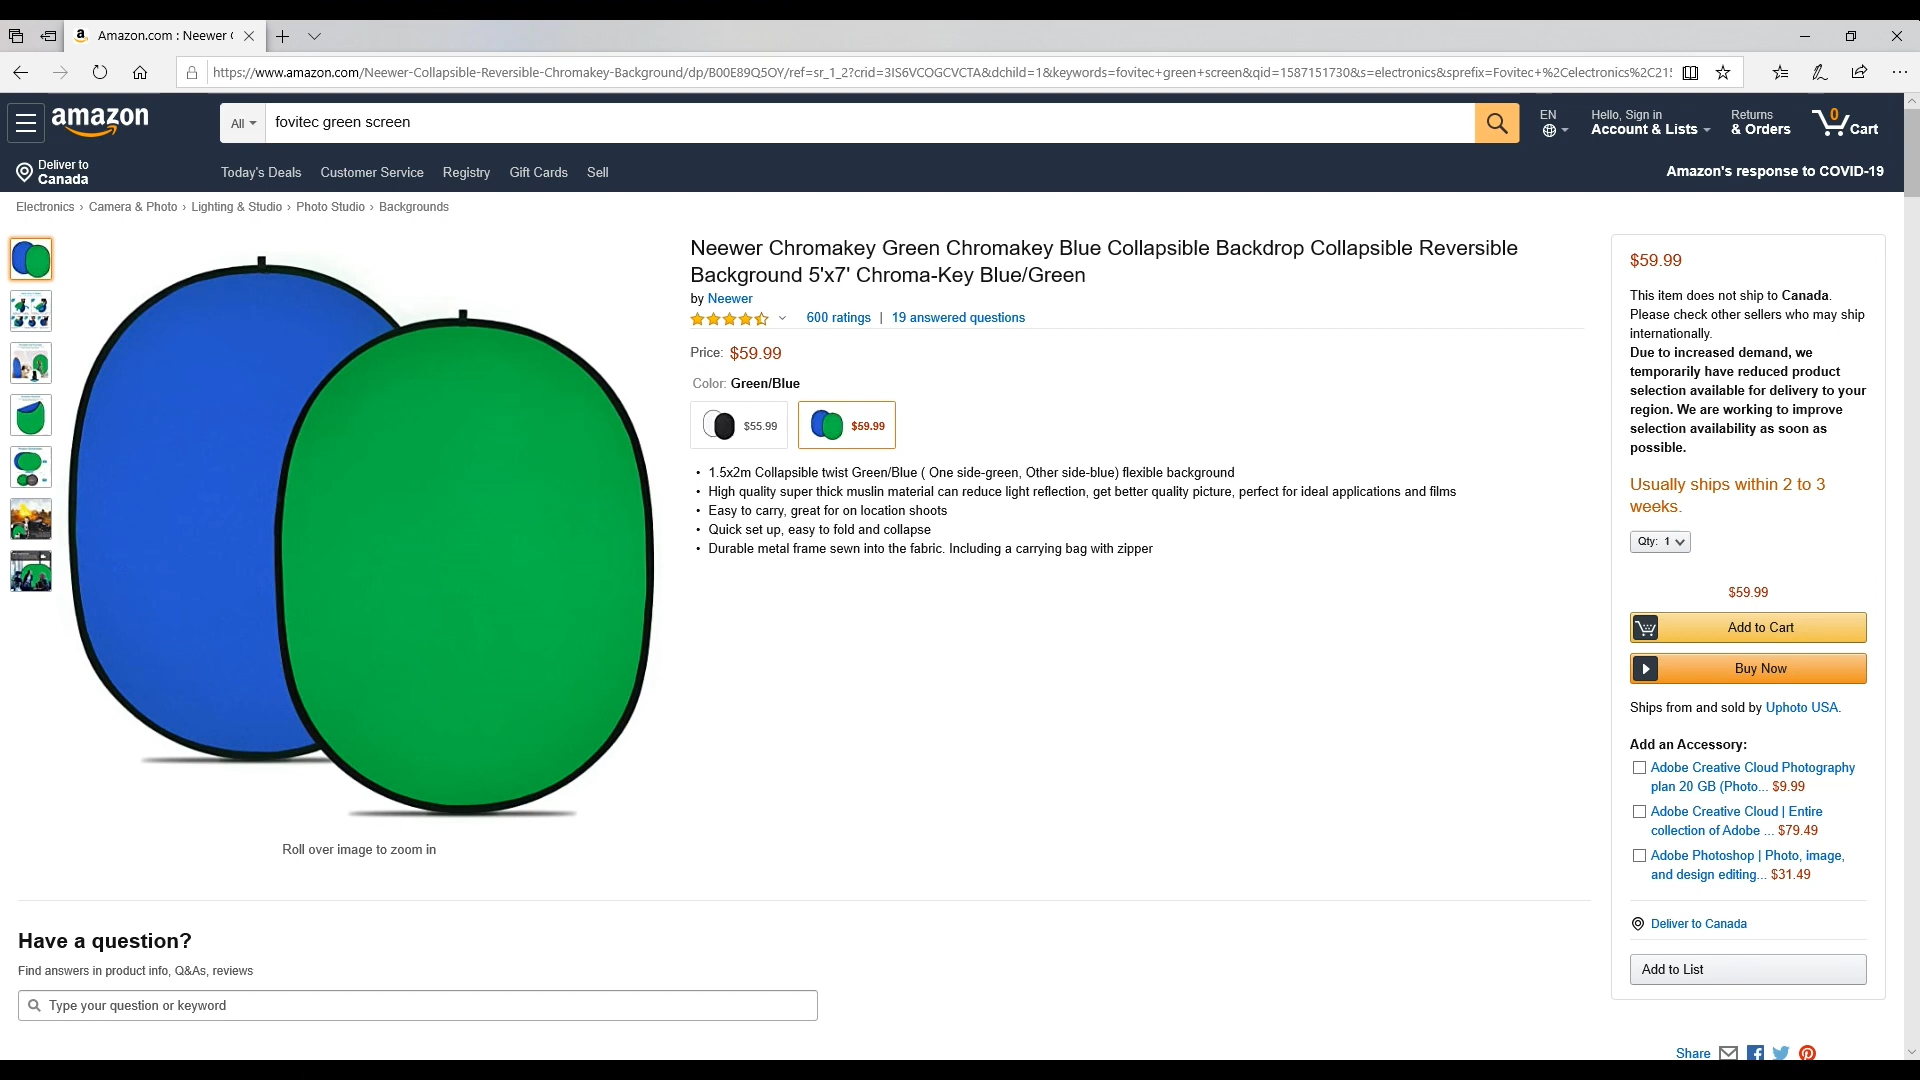 Amazon.com : Neewer
https://www.amazon.com/Neewer-Collapsible-Reversible-Chromakey-Background/dp/B00E89Q5OY/ref=sr_1_2?crid=3IS6VCOGCVCTA&dchild=1&keywords=fovitec+green+screen&qid=1587151730&s=electronics&sprefix=Fovitec+%2Celectronics%2C215
amazon
All
fovitec green screen
EN
Hello, Sign in
Account & Lists
Returns
& Orders
0
Cart
Deliver to
Canada
Today's Deals Customer Service Registry Gift Cards Sell
Amazon's response to COVID-19
Electronics › Camera & Photo › Lighting & Studio › Photo Studio › Backgrounds
Neewer Chromakey Green Chromakey Blue Collapsible Backdrop Collapsible Reversible
Background 5'x7' Chroma-Key Blue/Green
by Neewer
600 ratings | 19 answered questions
Price: $59.99
Color: Green/Blue
$55.99
$59.99
• 1.5x2m Collapsible twist Green/Blue ( One side-green, Other side-blue) flexible background
• High quality super thick muslin material can reduce light reflection, get better quality picture, perfect for ideal applications and films
• Easy to carry, great for on location shoots
• Quick set up, easy to fold and collapse
• Durable metal frame sewn into the fabric. Including a carrying bag with zipper
Roll over image to zoom in
$59.99
This item does not ship to Canada.
Please check other sellers who may ship
internationally.
Due to increased demand, we
temporarily have reduced product
selection available for delivery to your
region. We are working to improve
selection availability as soon as
possible.
Usually ships within 2 to 3
weeks.
Qty: 1
$59.99
Add to Cart
Buy Now
Ships from and sold by Uphoto USA.
Add an Accessory:
Adobe Creative Cloud Photography
plan 20 GB (Photo... $9.99
Adobe Creative Cloud | Entire
collection of Adobe ... $79.49
Adobe Photoshop | Photo, image,
and design editing... $31.49
Deliver to Canada
Add to List
Have a question?
Find answers in product info, Q&As, reviews
Type your question or keyword
Share